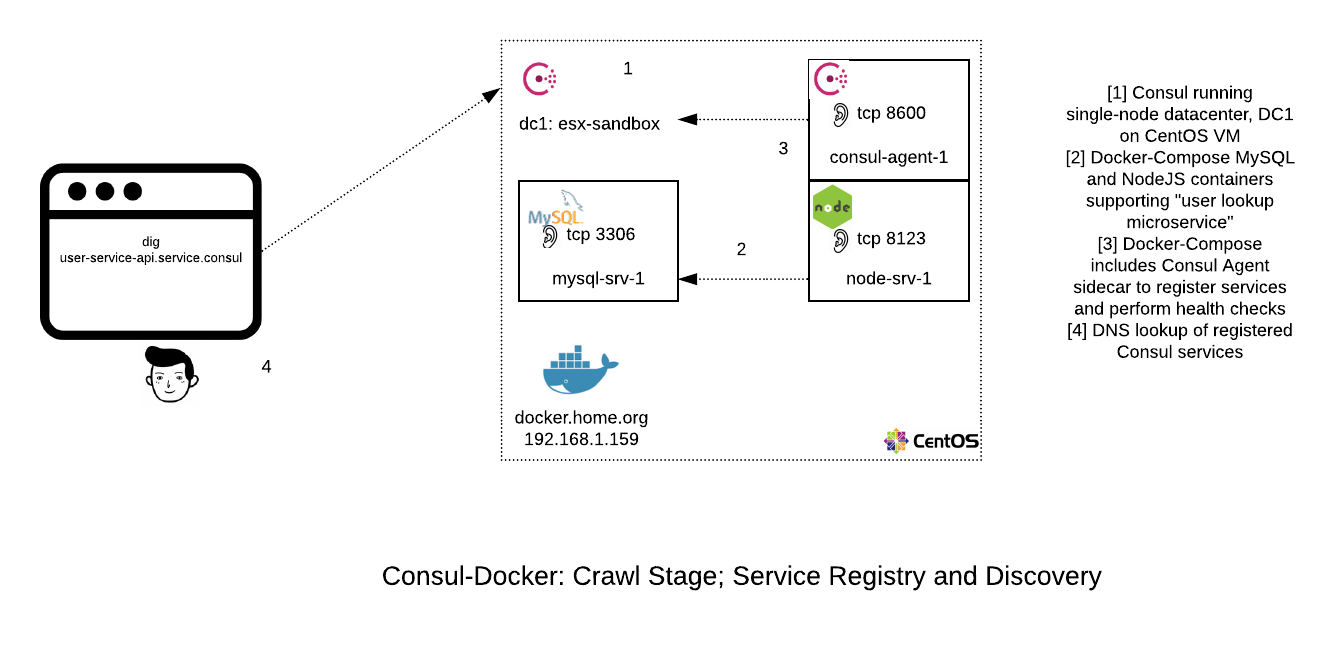 1
dc1: esx-sandbox
tcp 8600
consul-agent-1
3
[1] Consul running
single-node datacenter, DC1
on CentOS VM
[2] Docker-Compose MySQL
and NodeJS containers
supporting "user lookup
microservice"
[3] Docker-Compose
includes Consul Agent
sidecar to register services
and perform health checks
[4] DNS lookup of registered
Consul services
dig
user-service-api.service.consul
4
MySQL
tcp 3306
mysql-srv-1
2
node
tcp 8123
node-srv-1
docker.home.org
192.168.1.159
CentOS
Consul-Docker: Crawl Stage; Service Registry and Discovery